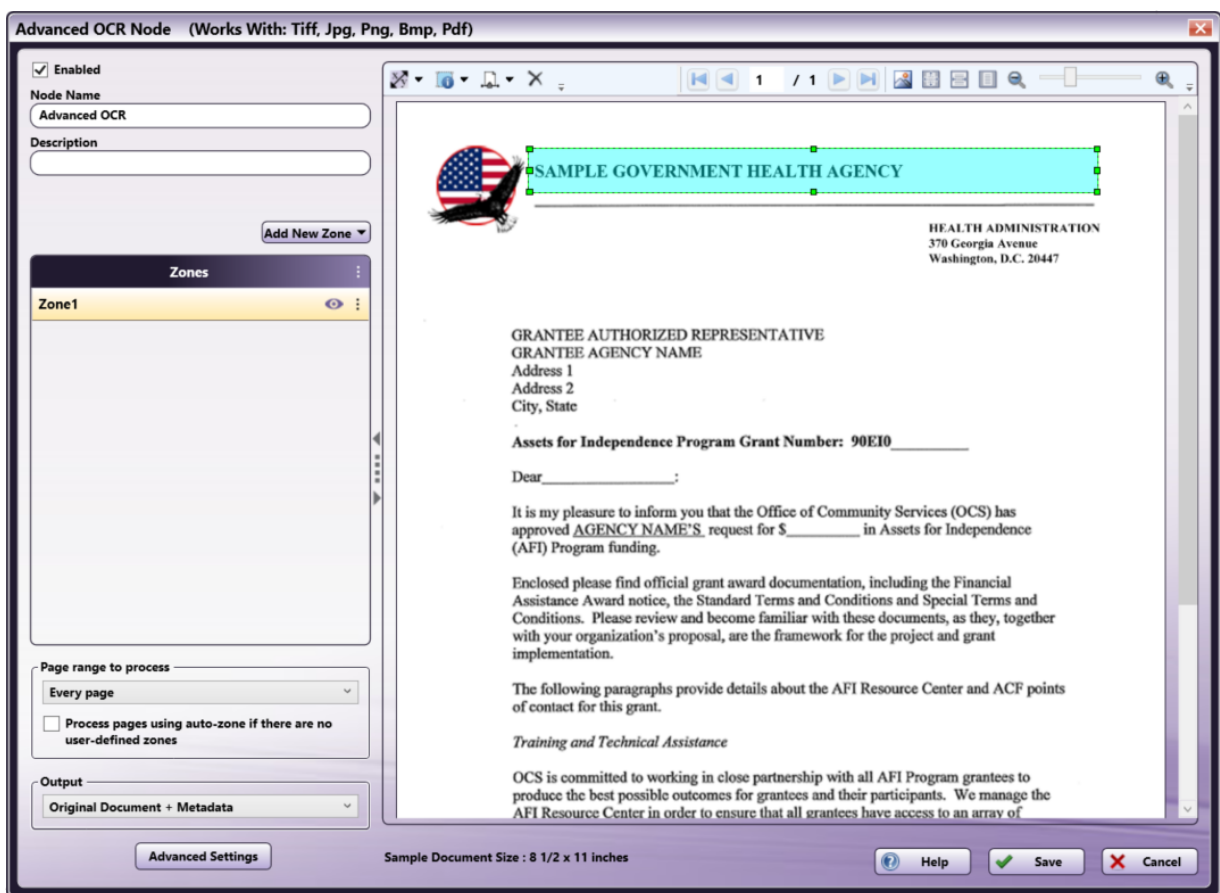 Advanced OCR Node (Works With: Tiff, Jpg, Png, Bmp, Pdf)
Enabled
Node Name
Advanced OCR
Description
Add New Zone
Zones
Zone1
Page range to process
Every page
Process pages using auto-zone if there are no
user-defined zones
Output
Original Document + Metadata
Advanced Settings
1 / 1
SAMPLE GOVERNMENT HEALTH AGENCY
HEALTH ADMINISTRATION
370 Georgia Avenue
Washington, D.C. 20447
GRANTEE AUTHORIZED REPRESENTATIVE
GRANTEE AGENCY NAME
Address 1
Address 2
City, State
Assets for Independence Program Grant Number: 90EI0__________
Dear_________________:
It is my pleasure to inform you that the Office of Community Services (OCS) has
approved AGENCY NAME'S request for $__________ in Assets for Independence
(AFI) Program funding.
Enclosed please find official grant award documentation, including the Financial
Assistance Award notice, the Standard Terms and Conditions and Special Terms and
Conditions. Please review and become familiar with these documents, as they, together
with your organization's proposal, are the framework for the project and grant
implementation.
The following paragraphs provide details about the AFI Resource Center and ACF points
of contact for this grant.
Training and Technical Assistance
OCS is committed to working in close partnership with all AFI Program grantees to
produce the best possible outcomes for grantees and their participants. We manage the
AFI Resource Center in order to ensure that all grantees have access to an array of
Sample Document Size : 8 1/2 x 11 inches
Help
Save
Cancel